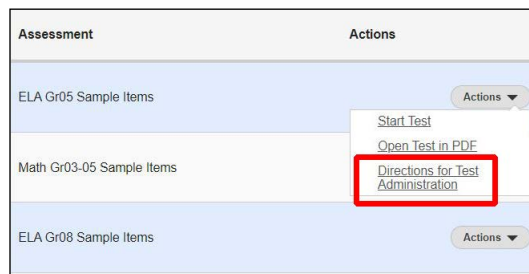 Assessment Actions
ELA Gr05 Sample Items Actions
Start Test
Open Test in PDF
Math Gr03-05 Sample Items
Directions for Test
Administration
ELA Gr08 Sample Items Actions